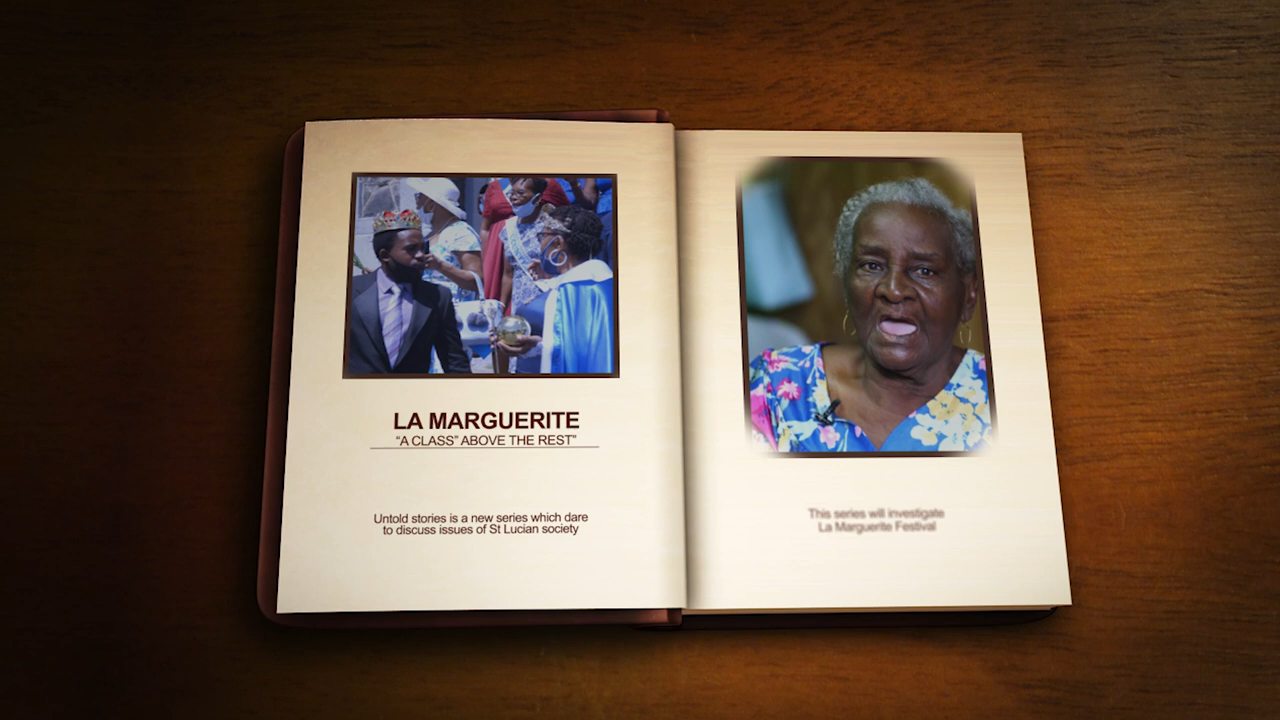 LA MARGUERITE
“A CLASS” ABOVE THE REST”
Untold stories is a new series which dare
to discuss issues of St Lucian society
This series will investigate
La Marguerite Festival